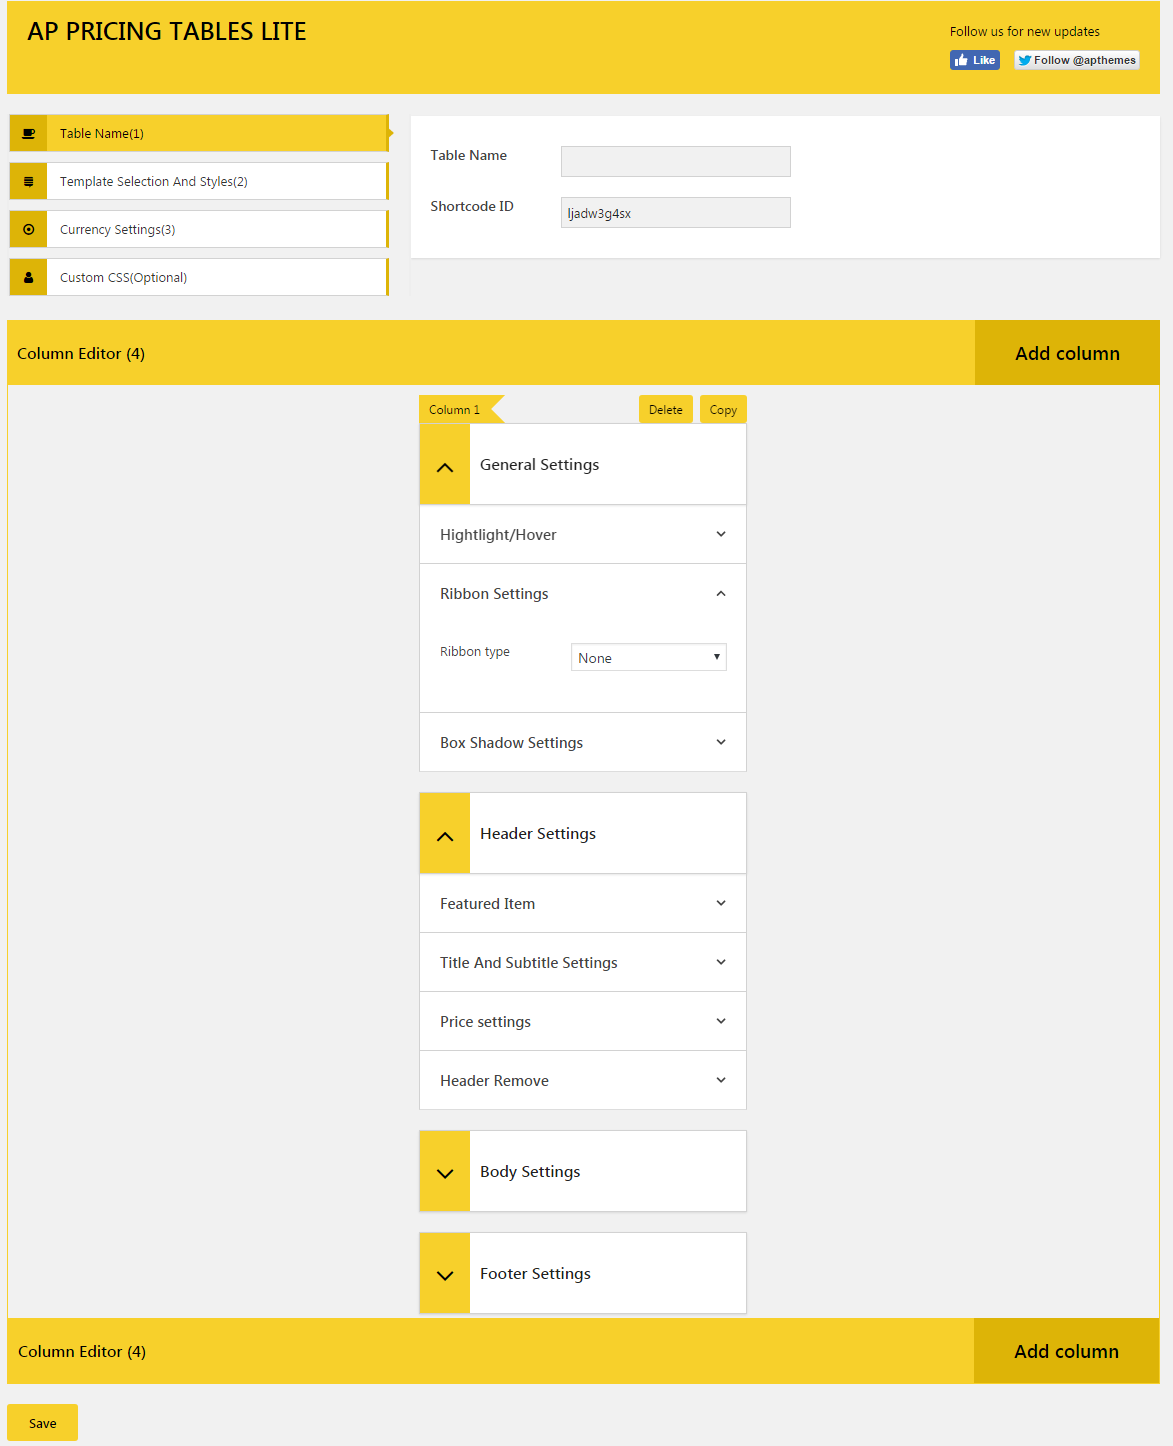 AP PRICING TABLES LITE
Follow us for new updates
Like
Follow @apthemes
Table Name(1)
Template Selection And Styles(2)
Currency Settings(3)
Custom CSS(Optional)
Table Name
Shortcode ID
ljadw3g4sx
Column Editor (4)
Add column
Column 1
Delete
Copy
General Settings
Hightlight/Hover
Ribbon Settings
Ribbon type
None
Box Shadow Settings
Header Settings
Featured Item
Title And Subtitle Settings
Price settings
Header Remove
Body Settings
Footer Settings
Column Editor (4)
Add column
Save